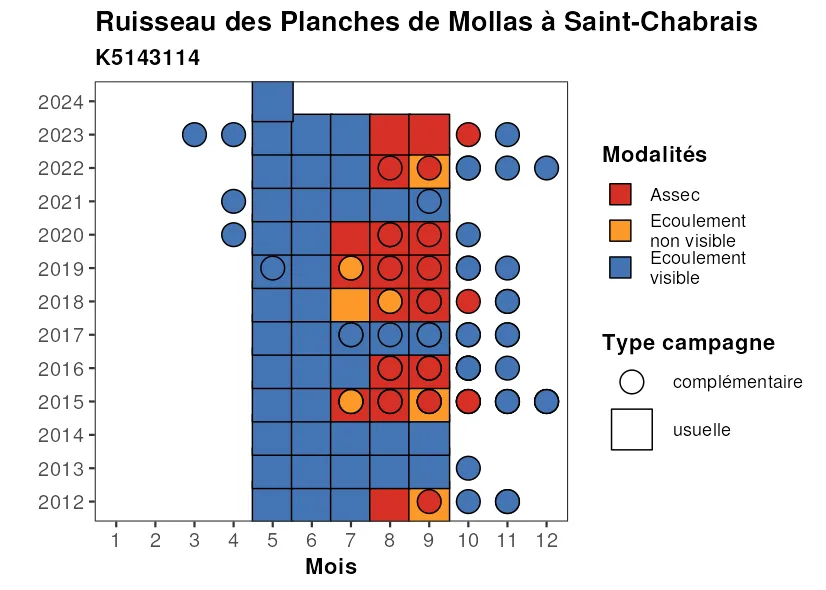 Ruisseau des Planches de Mollas à Saint-Chabrais
K5143114
2024
2023
2022
2021
2020
2019
2018
2017
2016
2015
2014
2013
2012
1 2 3 4 5 6 7 8 9 10 11 12
Mois
Modalités
Assec
Ecoulement
non visible
Ecoulement
visible
Type campagne
complémentaire
usuelle